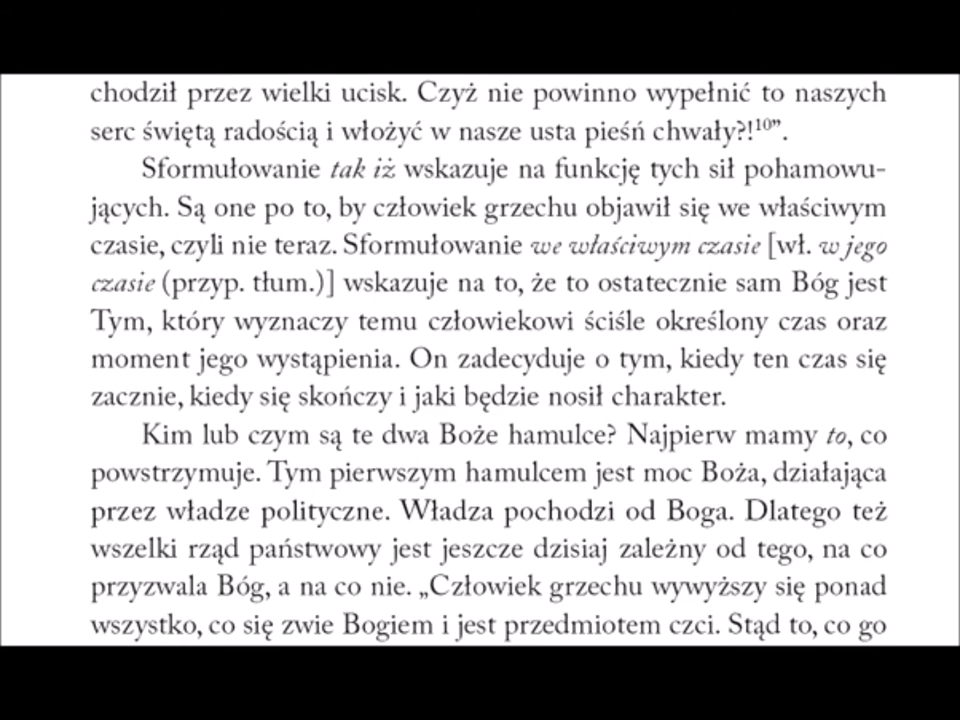 chodził przez wielki ucisk. Czyż nie powinno wypełnić to naszych
serc świętą radością i włożyć w nasze usta pieśń chwały?!¹⁰”.
Sformułowanie tak iż wskazuje na funkcję tych sił pohamowu-
jących. Są one po to, by człowiek grzechu objawił się we właściwym
czasie, czyli nie teraz. Sformułowanie we właściwym czasie [wł. w jego
czasie (przyp. tłum.)] wskazuje na to, że to ostatecznie sam Bóg jest
Tym, który wyznaczy temu człowiekowi ściśle określony czas oraz
moment jego wystąpienia. On zadecyduje o tym, kiedy ten czas się
zacznie, kiedy się skończy i jaki będzie nosił charakter.
Kim lub czym są te dwa Boże hamulce? Najpierw mamy to, co
powstrzymuje. Tym pierwszym hamulcem jest moc Boża, działająca
przez władze polityczne. Władza pochodzi od Boga. Dlatego też
wszelki rząd państwowy jest jeszcze dzisiaj zależny od tego, na co
przyzwala Bóg, a na co nie. „Człowiek grzechu wywyższy się ponad
wszystko, co się zwie Bogiem i jest przedmiotem czci. Stąd to, co go